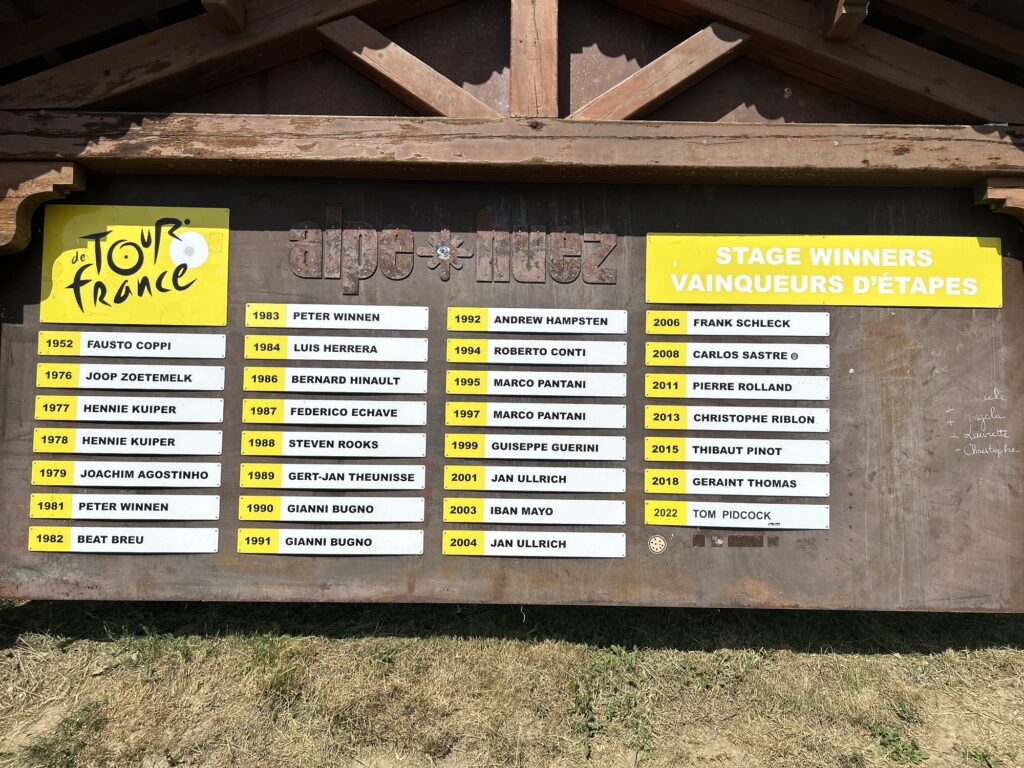 TOUR
de
france
alpe huez
STAGE WINNERS
VAINQUEURS D'ÉTAPES
1952 FAUSTO COPPI
1976 JOOP ZOETEMELK
1977 HENNIE KUIPER
1978 HENNIE KUIPER
1979 JOACHIM AGOSTINHO
1981 PETER WINNEN
1982 BEAT BREU
1983 PETER WINNEN
1984 LUIS HERRERA
1986 BERNARD HINAULT
1987 FEDERICO ECHAVE
1988 STEVEN ROOKS
1989 GERT-JAN THEUNISSE
1990 GIANNI BUGNO
1991 GIANNI BUGNO
1992 ANDREW HAMPSTEN
1994 ROBERTO CONTI
1995 MARCO PANTANI
1997 MARCO PANTANI
1999 GUISEPPE GUERINI
2001 JAN ULLRICH
2003 IBAN MAYO
2004 JAN ULLRICH
2006 FRANK SCHLECK
2008 CARLOS SASTRE
2011 PIERRE ROLLAND
2013 CHRISTOPHE RIBLON
2015 THIBAUT PINOT
2018 GERAINT THOMAS
2022 TOM PIDCOCK
Christophe